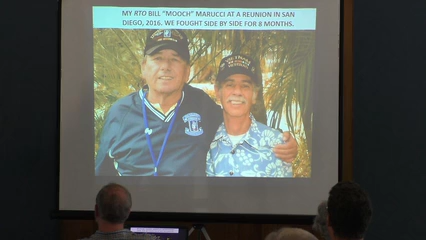 MY RTO BILL "MOOCH" MARUCCI AT A REUNION IN SAN
DIEGO, 2016. WE FOUGHT SIDE BY SIDE FOR 8 MONTHS.